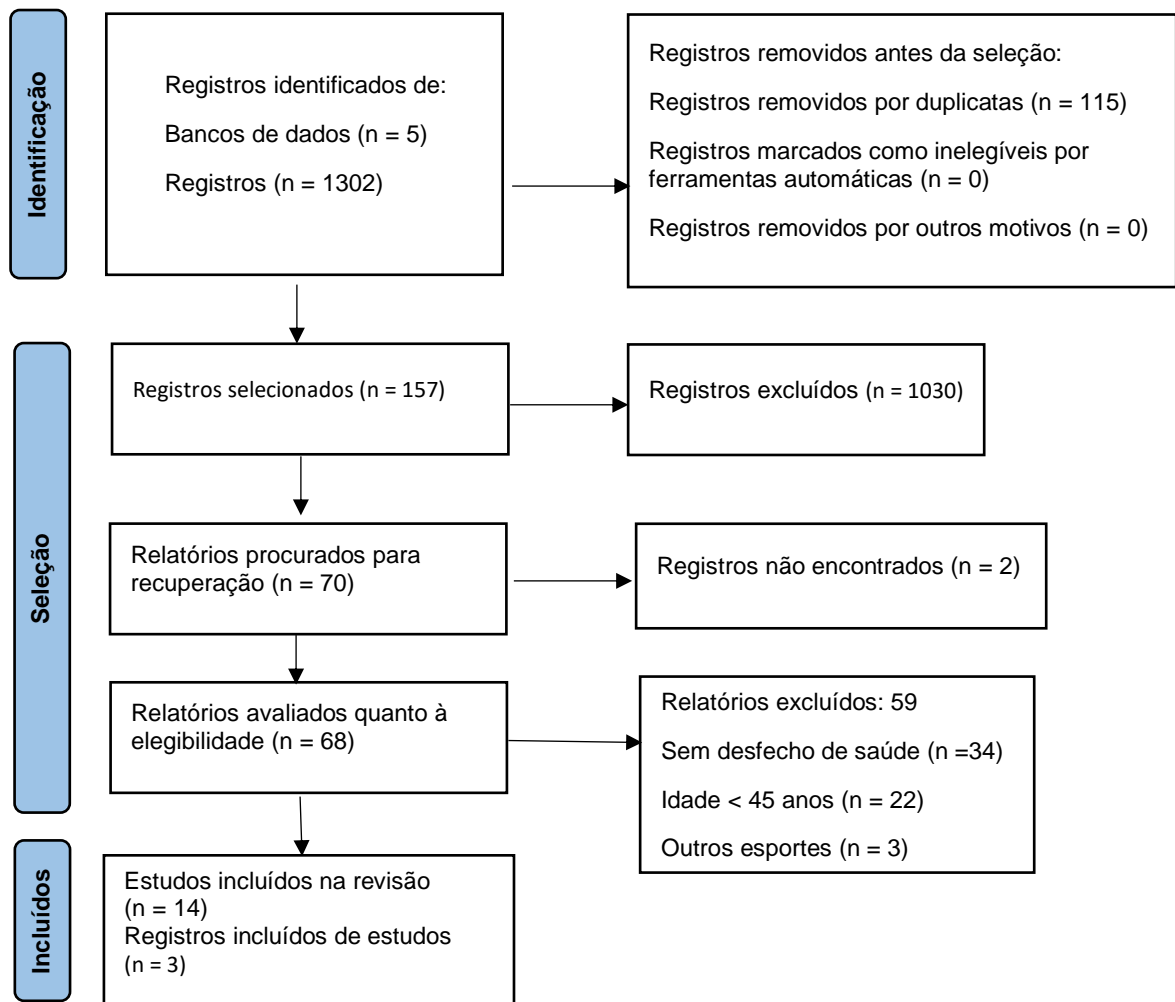 Identificação
Registros identificados de:
Bancos de dados (n = 5)
Registros (n = 1302)
Registros removidos antes da seleção:
Registros removidos por duplicatas (n = 115)
Registros marcados como inelegíveis por
ferramentas automáticas (n = 0)
Registros removidos por outros motivos (n = 0)
Seleção
Registros selecionados (n = 157)
Registros excluídos (n = 1030)
Relatórios procurados para
recuperação (n = 70)
Registros não encontrados (n = 2)
Relatórios avaliados quanto à
elegibilidade (n = 68)
Relatórios excluídos: 59
Sem desfecho de saúde (n =34)
Idade < 45 anos (n = 22)
Outros esportes (n = 3)
Incluídos
Estudos incluídos na revisão
(n = 14)
Registros incluídos de estudos
(n = 3)